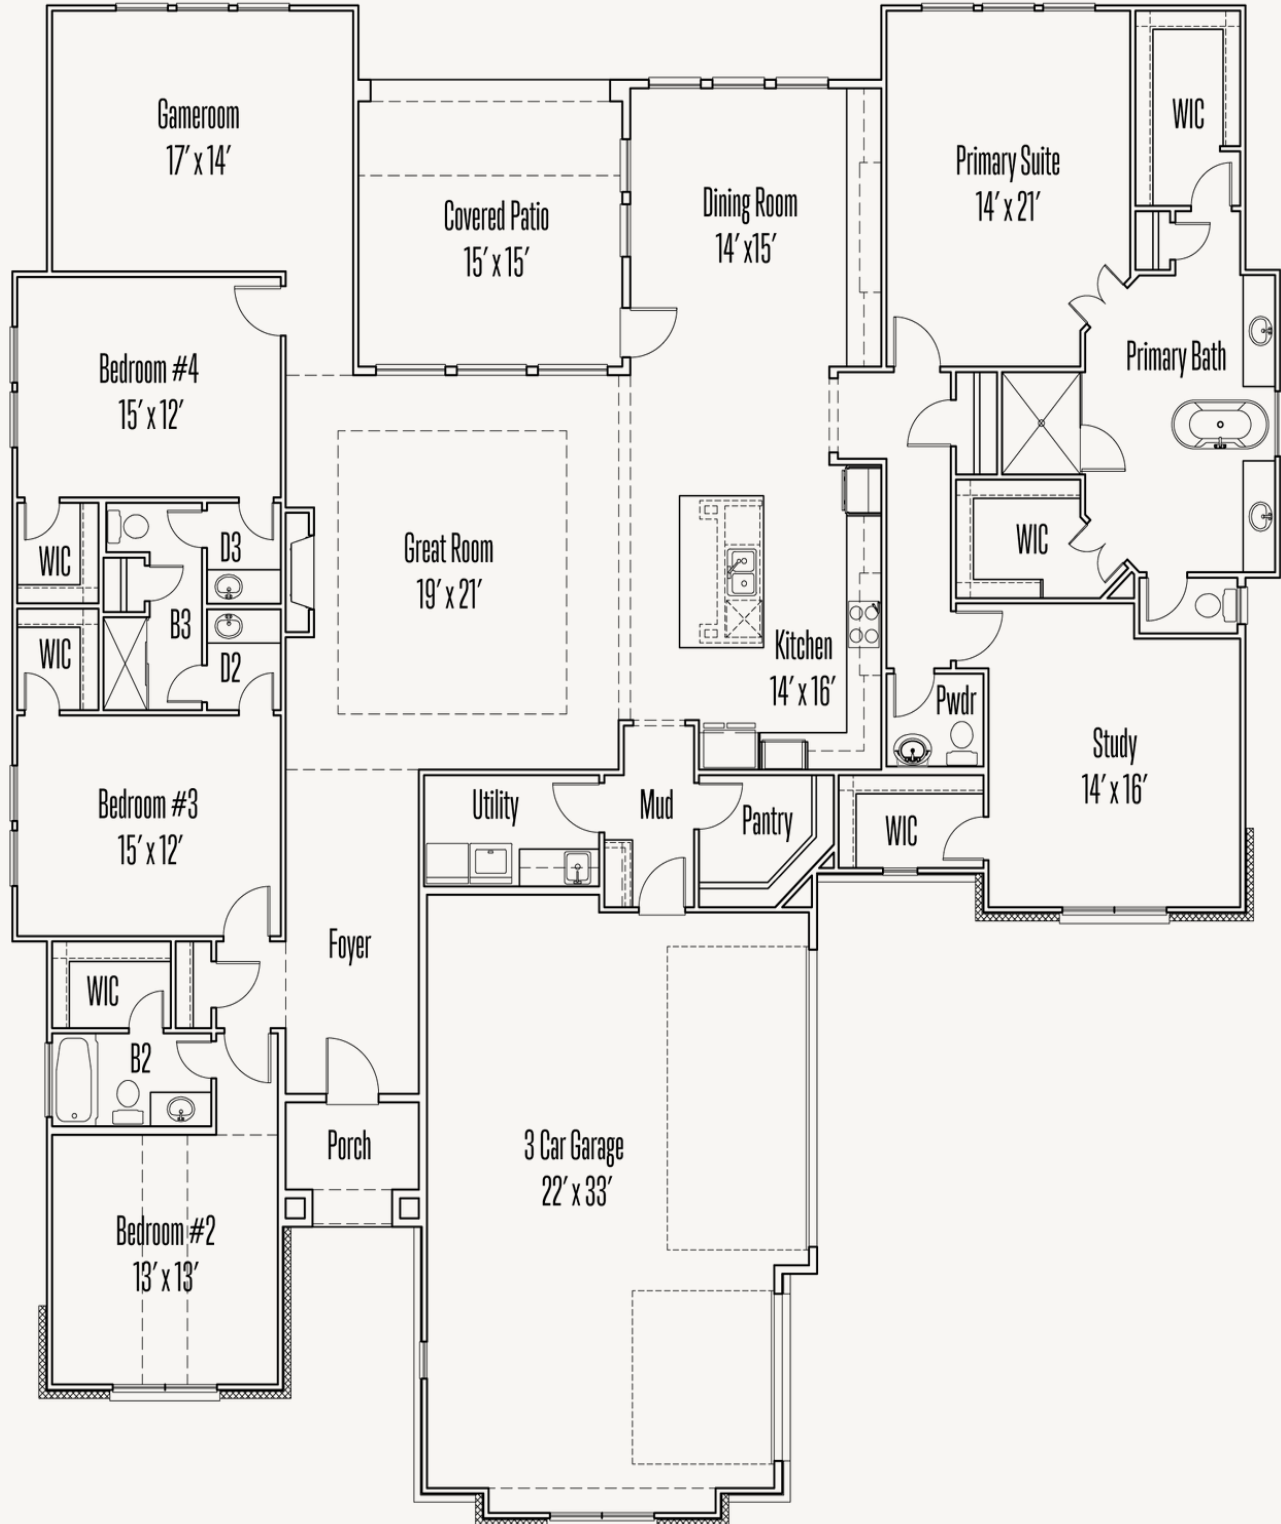 Gameroom
17' x 14'
WIC
Primary Suite
14' x 21'
Covered Patio
15' x 15'
Dining Room
14' x15'
Bedroom #4
15' x 12'
Primary Bath
WIC
D3
Great Room
19' x 21'
WIC
B3
WIC
D2
Kitchen
14' x 16'
Pwdr
Study
14' x 16'
Bedroom #3
15' x 12'
Utility
Mud
Pantry
WIC
Foyer
WIC
B2
Porch
3 Car Garage
22' x 33'
Bedroom #2
13' x 13'